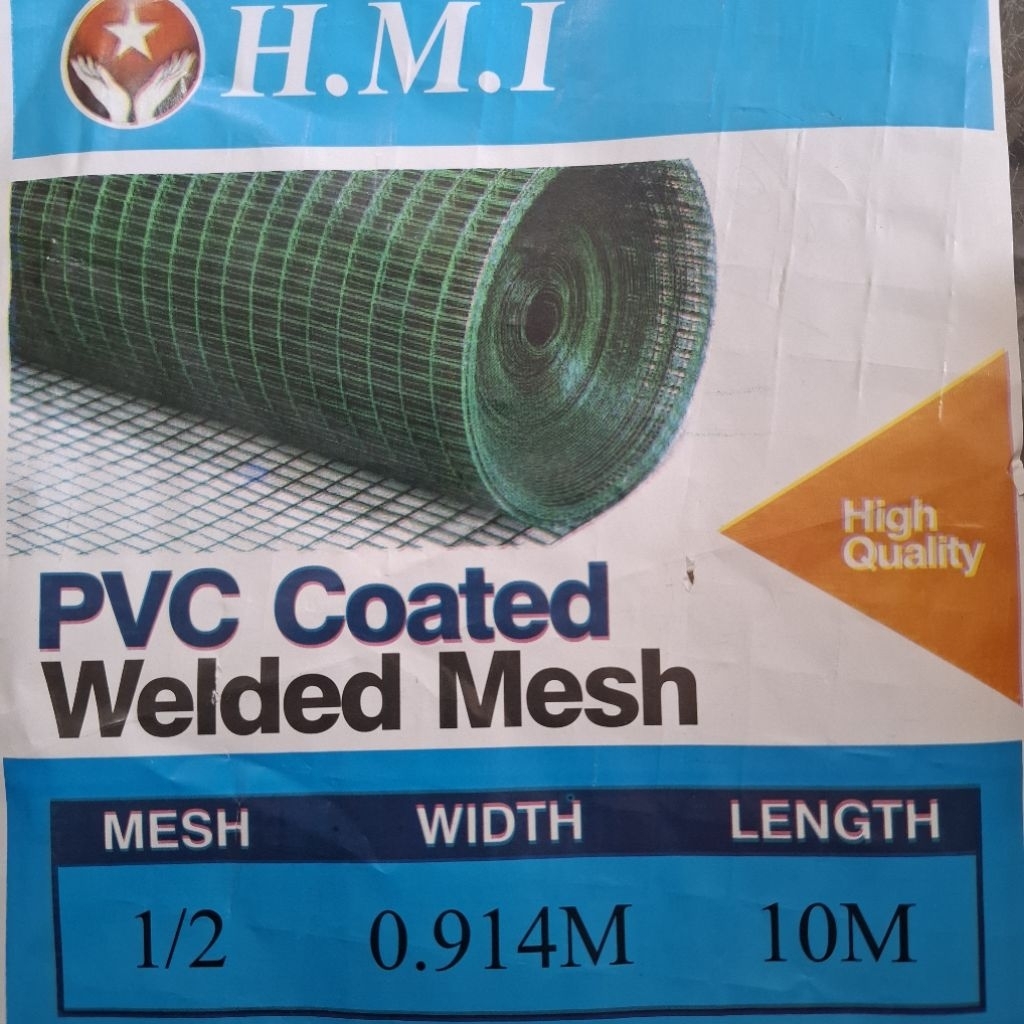 H.M.I
High
Quality
PVC Coated
Welded Mesh
MESH WIDTH LENGTH
1/2 0.914M 10M